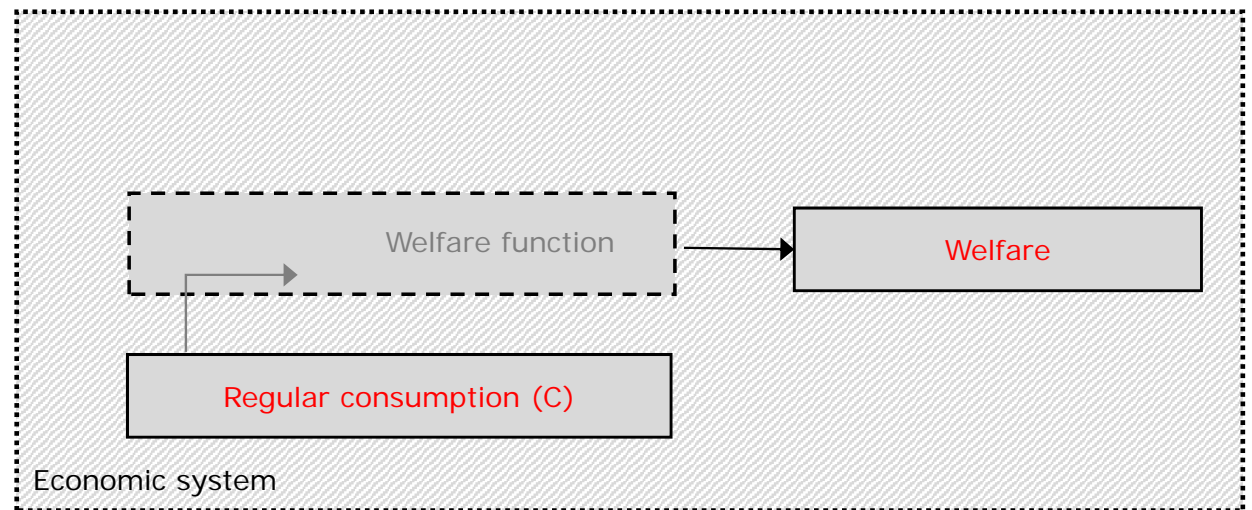 Welfare function
Welfare
Regular consumption (C)
Economic system